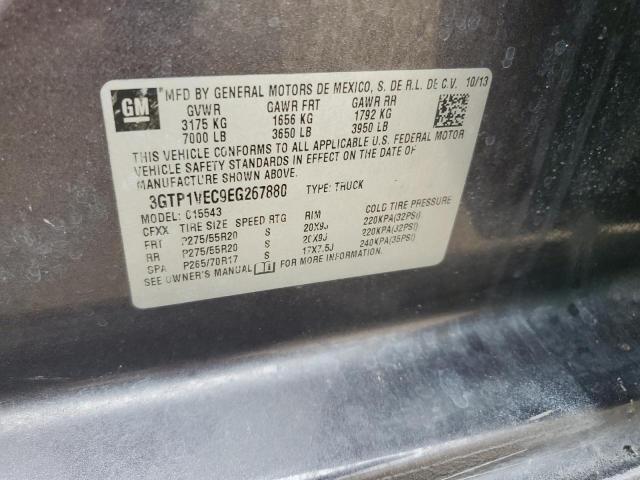 GM
MFD BY GENERAL MOTORS DE MEXICO, S. DE R.L. DE C.V. 10/13
GVWR GAWR FRT GAWR RR
3175 KG 1656 KG 1792 KG
7000 LB 3650 LB 3950 LB
THIS VEHICLE CONFORMS TO ALL APPLICABLE U.S. FEDERAL MOTOR
VEHICLE SAFETY STANDARDS IN EFFECT ON THE DATE OF
MANUFACTURE SHOWN ABOVE.
3GTP1VEC9EG267880 TYPE: TRUCK
MODEL: C15543
CFXX TIRE SIZE SPEED RTG RIM COLD TIRE PRESSURE
FRT P275/55R20 S 20X9J 220KPA(32PSI)
RR P275/55R20 S 20X9J 220KPA(32PSI)
SPA P265/70R17 S 17X7.5J 240KPA(35PSI)
SEE OWNER'S MANUAL FOR MORE INFORMATION.